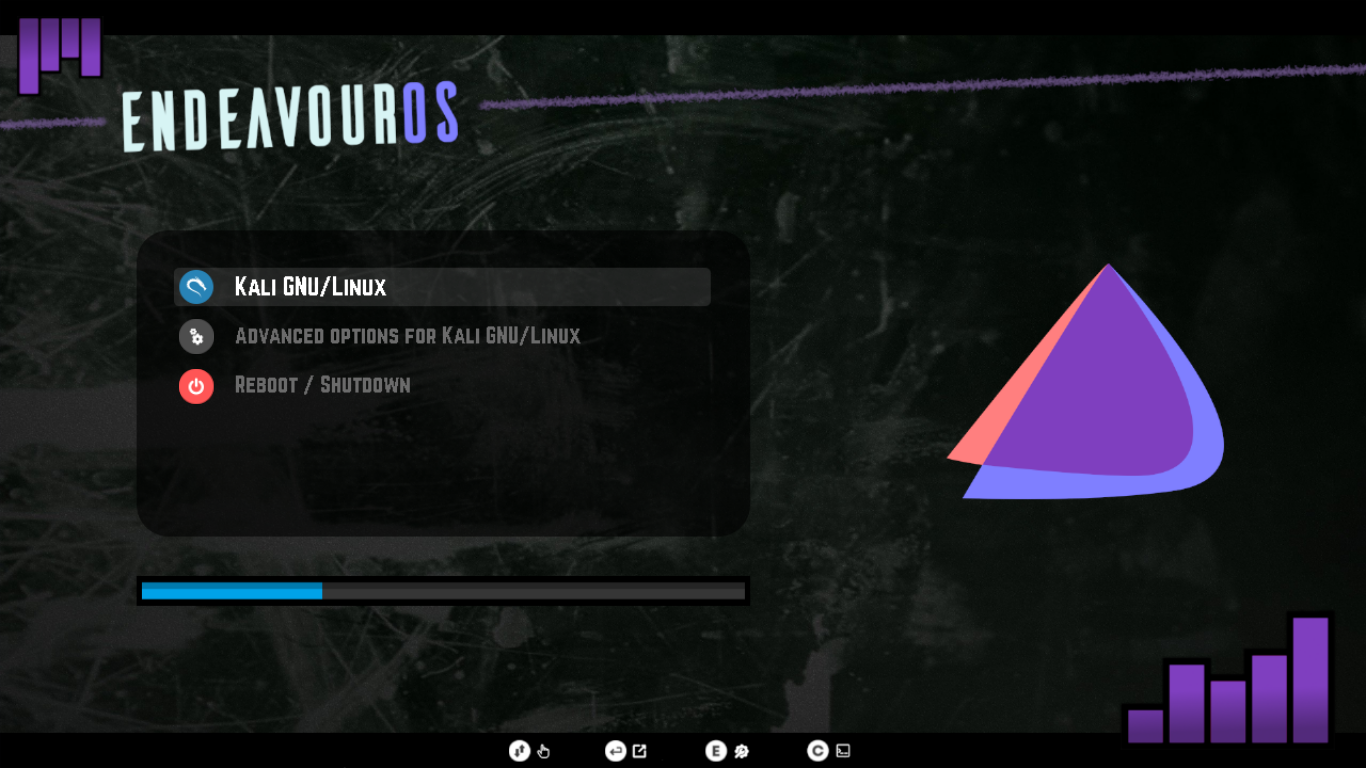 ENDEAVOUROS
KALI GNU/LINUX
ADVANCED OPTIONS FOR KALI GNU/LINUX
REBOOT / SHUTDOWN
E C